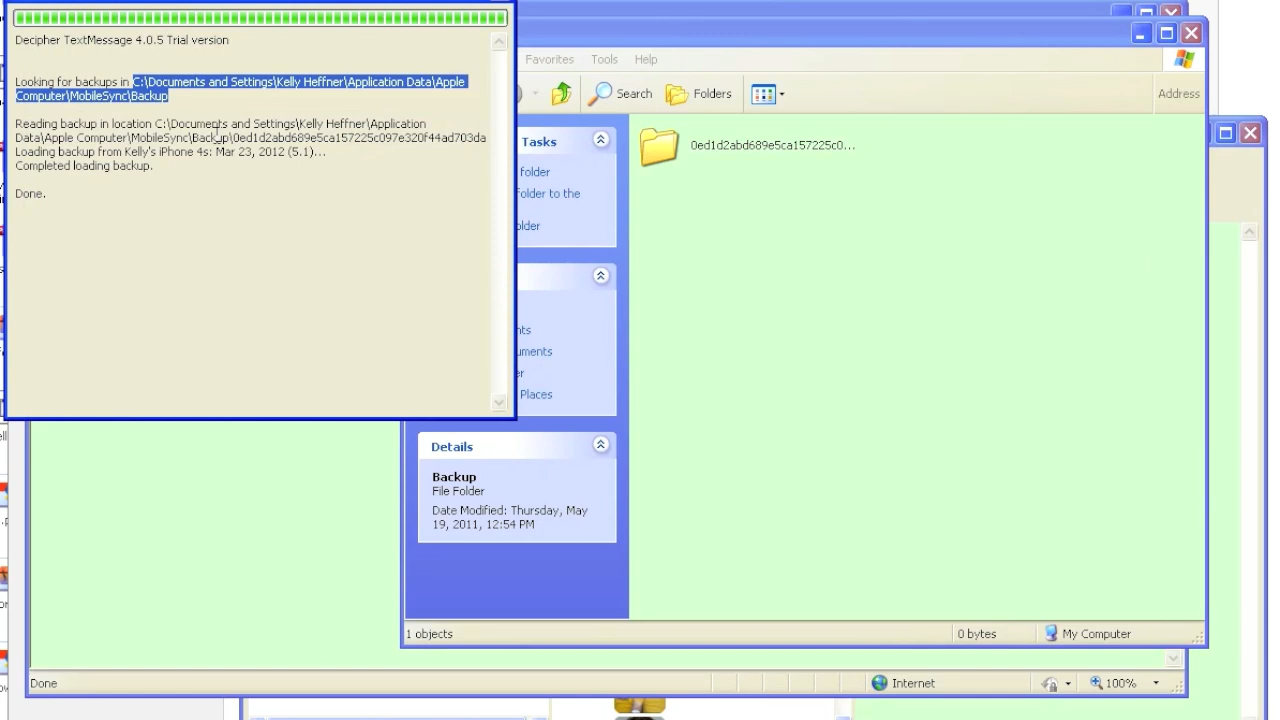 Decipher TextMessage 4.0.5 Trial version
Looking for backups in C:\Documents and Settings\Kelly Heffner\Application Data\Apple
Computer\MobileSync\Backup
Reading backup in location C:\Documents and Settings\Kelly Heffner\Application
Data\Apple Computer\MobileSync\Backup\0ed1d2abd689e5ca157225c097e320f44ad703da
Loading backup from Kelly's iPhone 4s: Mar 23, 2012 (5.1)...
Completed loading backup.
Done.
Favorites Tools Help
Search Folders Address
Tasks
folder
folder to the
older
nts
uments
er
Places
Details
Backup
File Folder
Date Modified: Thursday, May
19, 2011, 12:54 PM
0ed1d2abd689e5ca157225c0...
1 objects 0 bytes My Computer
Done Internet 100%